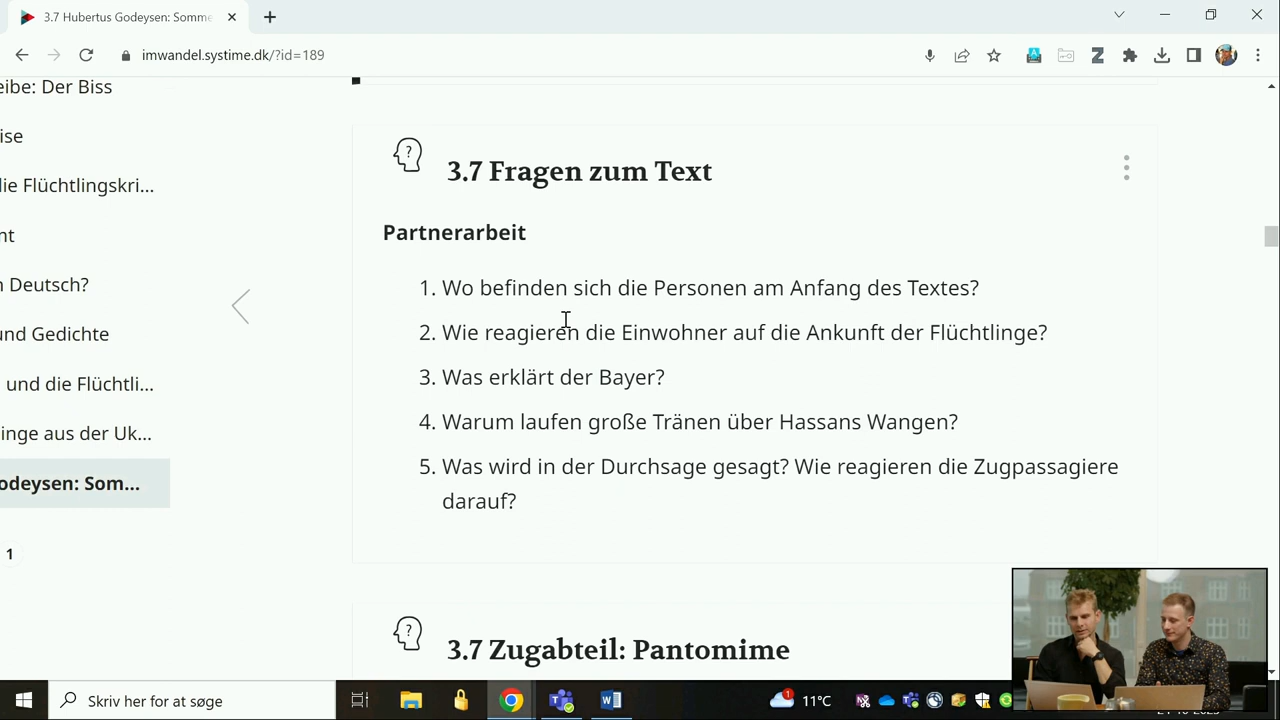 3.7 Hubertus Godeysen: Somme
imwandel.systime.dk/?id=189
eibe: Der Biss
ise
lie Flüchtlingskri...
nt
n Deutsch?
und Gedichte
und die Flüchtli...
inge aus der Uk...
odeysen: Som...
1
3.7 Fragen zum Text
Partnerarbeit
1. Wo befinden sich die Personen am Anfang des Textes?
2. Wie reagieren die Einwohner auf die Ankunft der Flüchtlinge?
3. Was erklärt der Bayer?
4. Warum laufen große Tränen über Hassans Wangen?
5. Was wird in der Durchsage gesagt? Wie reagieren die Zugpassagiere
darauf?
3.7 Zugabteil: Pantomime
Skriv her for at søge
1
11°C